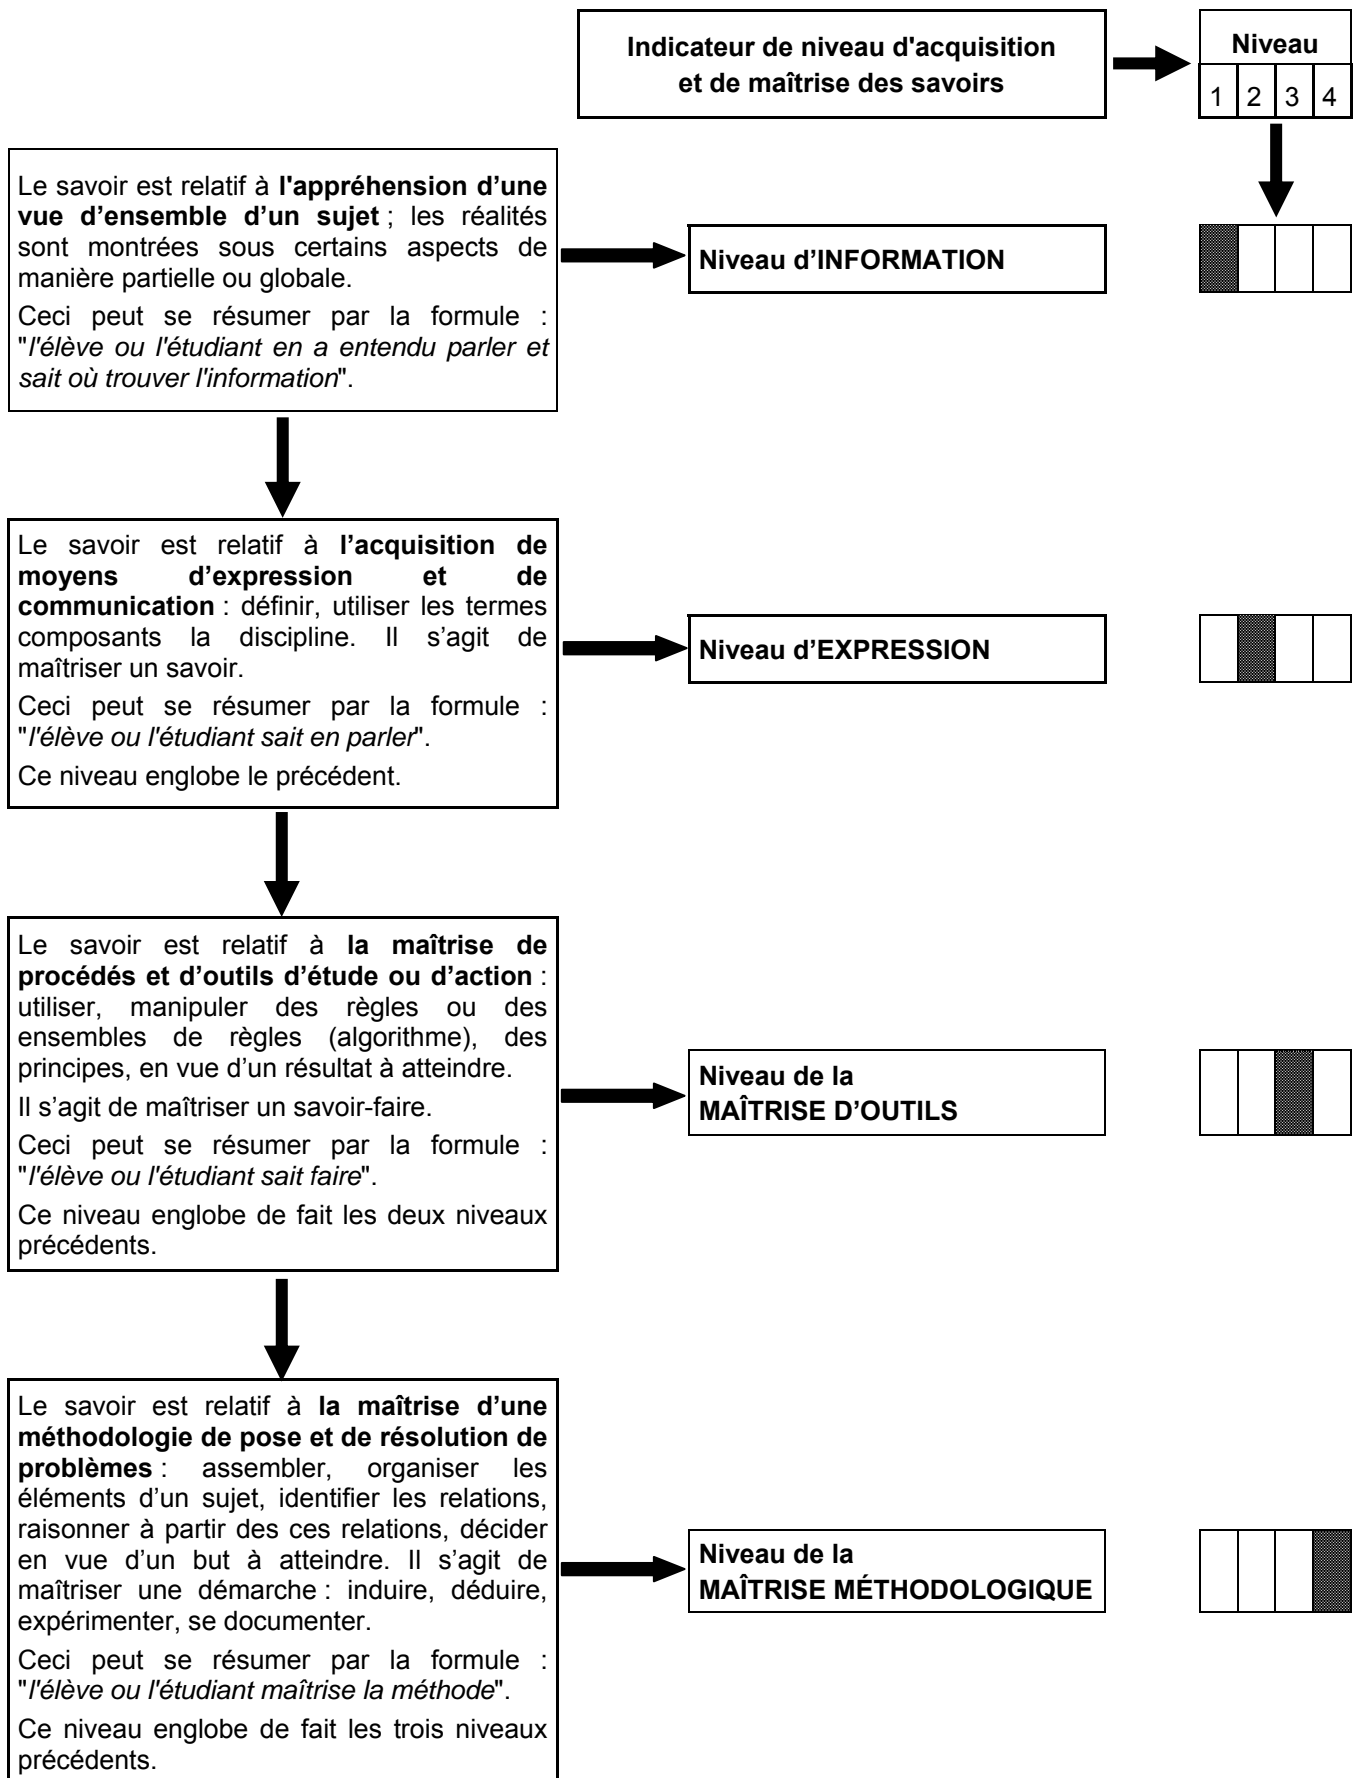 Indicateur de niveau d'acquisition
et de maîtrise des savoirs
Niveau
1 2 3 4
Le savoir est relatif à l'appréhension d’une
vue d’ensemble d’un sujet ; les réalités
sont montrées sous certains aspects de
manière partielle ou globale.
Ceci peut se résumer par la formule :
"l'élève ou l'étudiant en a entendu parler et
sait où trouver l'information".
Niveau d’INFORMATION
Le savoir est relatif à l’acquisition de
moyens d’expression et de
communication : définir, utiliser les termes
composants la discipline. Il s’agit de
maîtriser un savoir.
Ceci peut se résumer par la formule :
"l'élève ou l'étudiant sait en parler".
Ce niveau englobe le précédent.
Niveau d’EXPRESSION
Le savoir est relatif à la maîtrise de
procédés et d’outils d’étude ou d’action :
utiliser, manipuler des règles ou des
ensembles de règles (algorithme), des
principes, en vue d’un résultat à atteindre.
Il s’agit de maîtriser un savoir-faire.
Ceci peut se résumer par la formule :
"l'élève ou l'étudiant sait faire".
Ce niveau englobe de fait les deux niveaux
précédents.
Niveau de la
MAÎTRISE D’OUTILS
Le savoir est relatif à la maîtrise d’une
méthodologie de pose et de résolution de
problèmes : assembler, organiser les
éléments d’un sujet, identifier les relations,
raisonner à partir des ces relations, décider
en vue d’un but à atteindre. Il s’agit de
maîtriser une démarche : induire, déduire,
expérimenter, se documenter.
Ceci peut se résumer par la formule :
"l'élève ou l'étudiant maîtrise la méthode".
Ce niveau englobe de fait les trois niveaux
précédents.
Niveau de la
MAÎTRISE MÉTHODOLOGIQUE